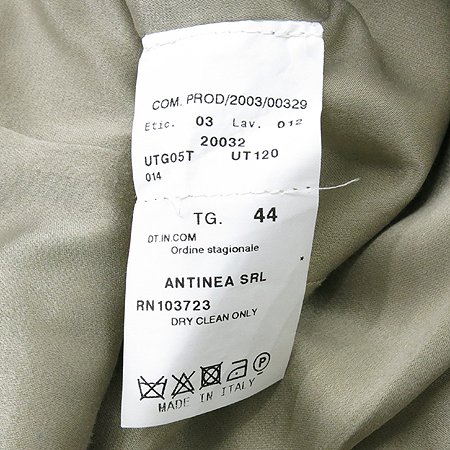 COM. PROD/2003/00329
Etic. 03 Lav. 012
20032
UTG05T UT120
014
TG. 44
DT.IN.COM
Ordine stagionale
*
ANTINEA SRL
RN103723
DRY CLEAN ONLY
P
MADE IN ITALY